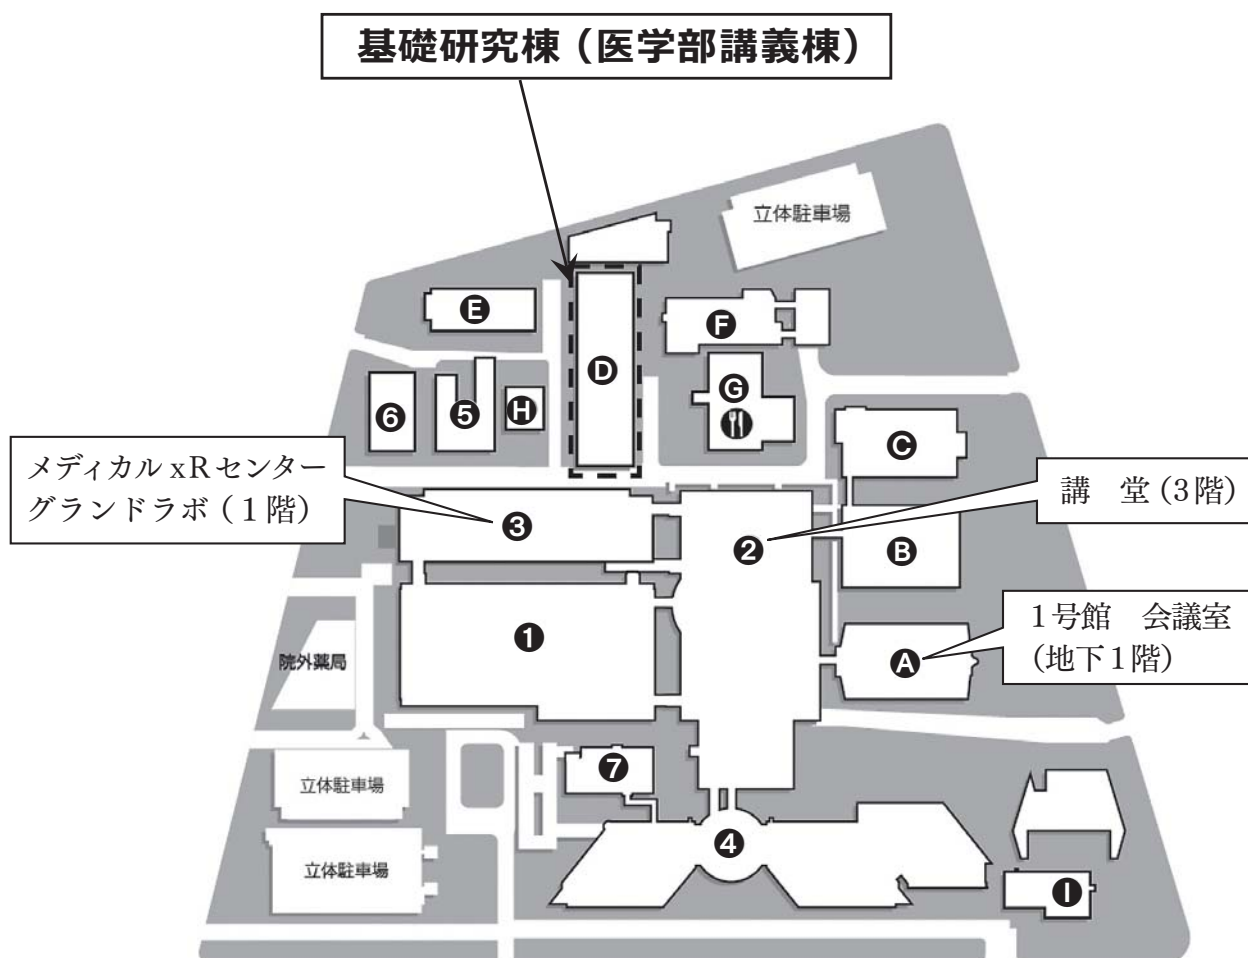 基礎研究棟（医学部講義棟）
立体駐車場
E
F
D
G
6
5
H
C
メディカル xR センター
グランドラボ（1階）
講　堂（3階）
3
2
B
1号館　会議室
（地下1階）
1
A
院外薬局
7
立体駐車場
4
立体駐車場
I